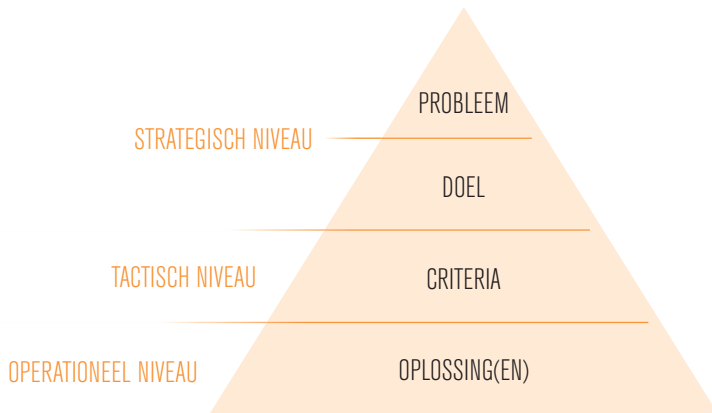 PROBLEEM
STRATEGISCH NIVEAU
DOEL
TACTISCH NIVEAU
CRITERIA
OPERATIONEEL NIVEAU
OPLOSSING(EN)